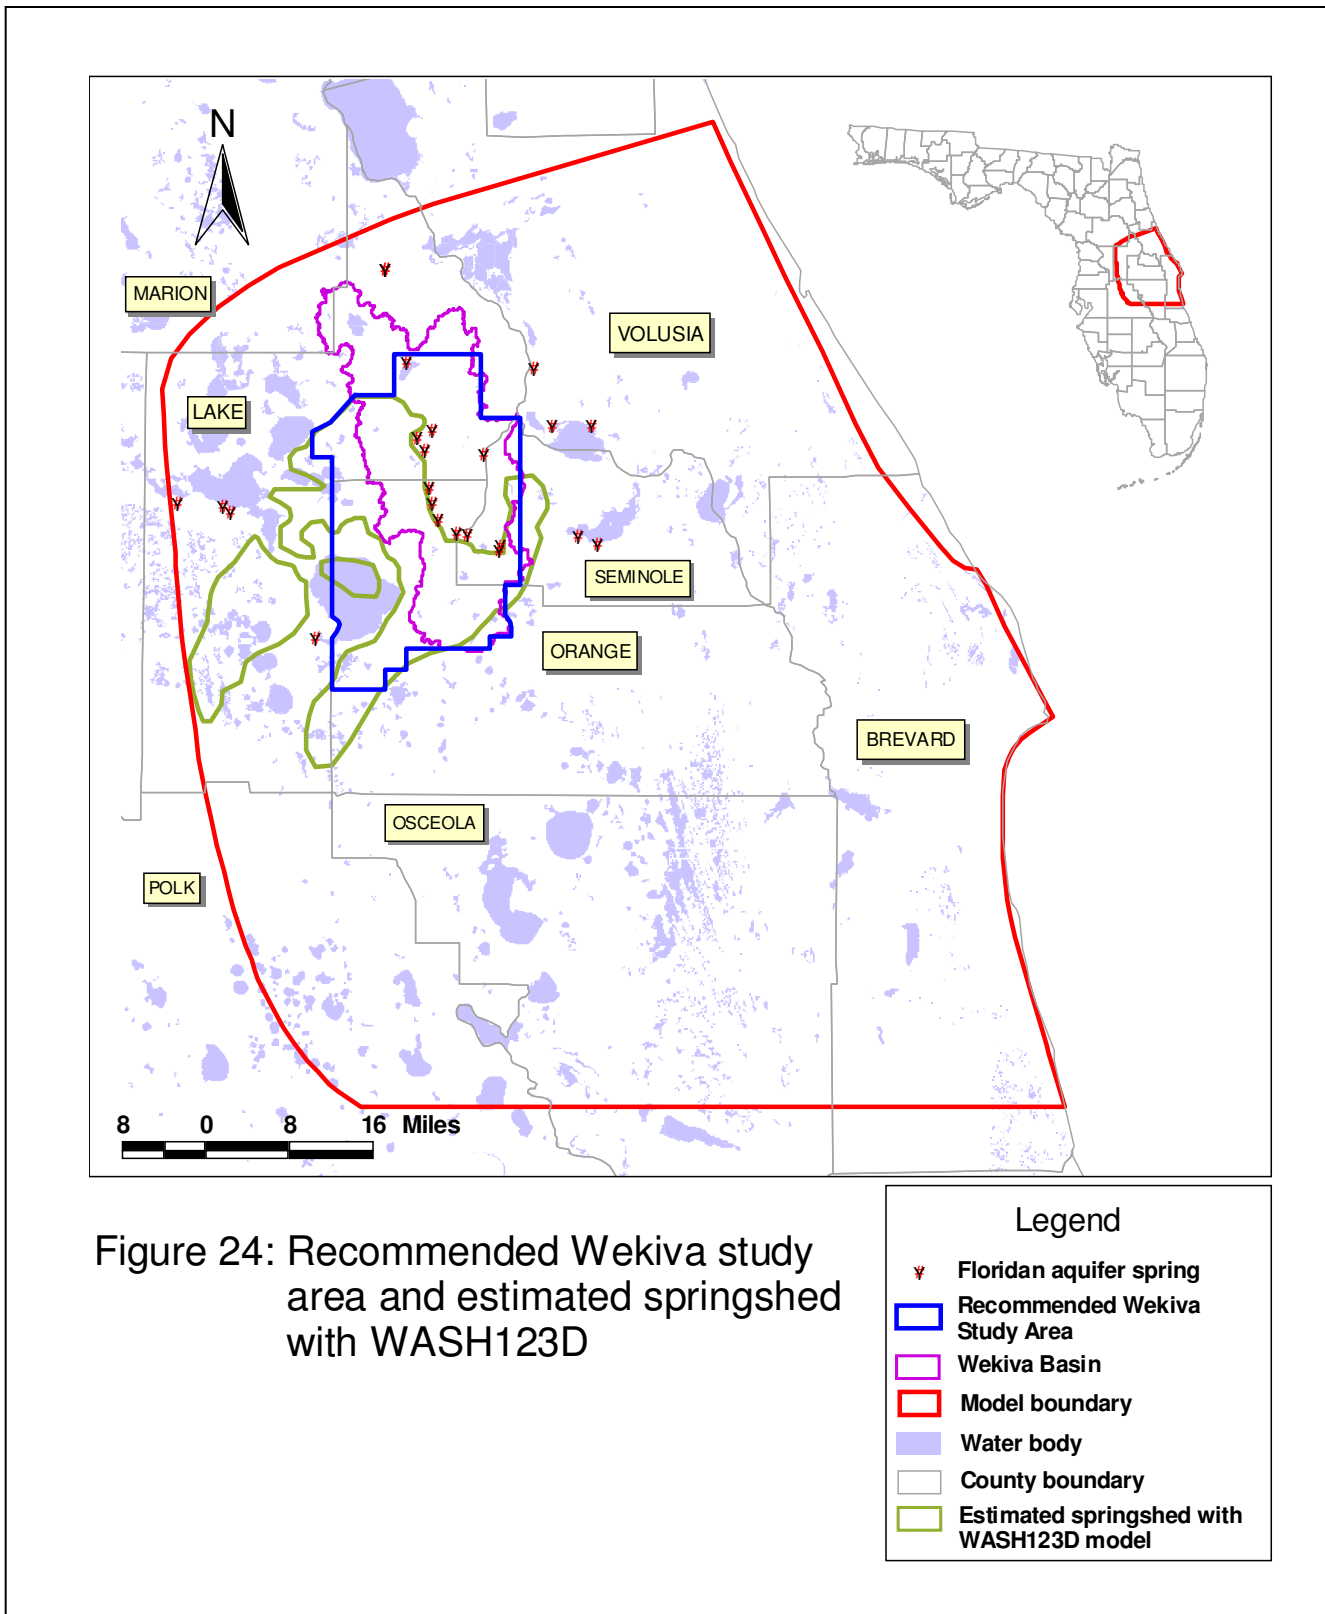 N
MARION
VOLUSIA
LAKE
SEMINOLE
ORANGE
BREVARD
OSCEOLA
POLK
8 0 8 16 Miles
Figure 24: Recommended Wekiva study
area and estimated springshed
with WASH123D
Legend
Floridan aquifer spring
Recommended Wekiva
Study Area
Wekiva Basin
Model boundary
Water body
County boundary
Estimated springshed with
WASH123D model